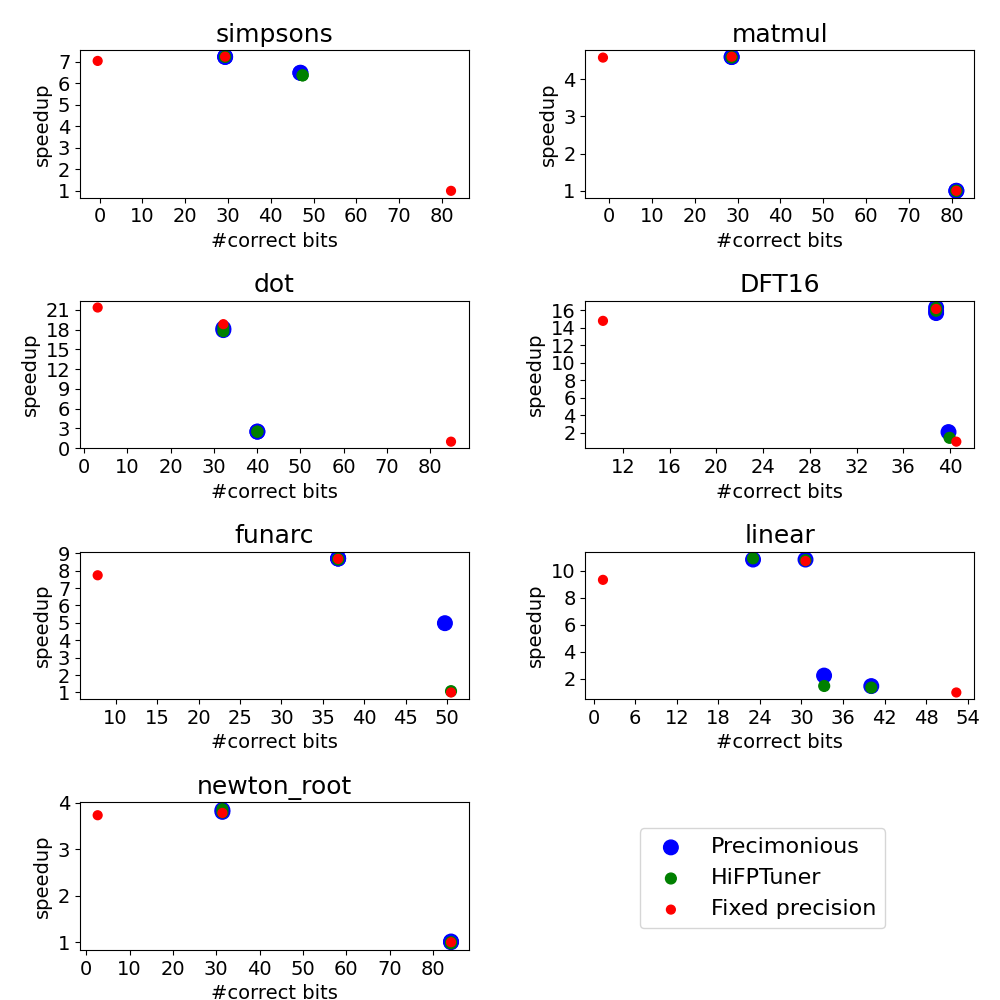 simpsons
speedup
7
6
5
4
3
2
1
0 10 20 30 40 50 60 70 80
#correct bits
matmul
speedup
4
3
2
1
0 10 20 30 40 50 60 70 80
#correct bits
dot
speedup
21
18
15
12
9
6
3
0
0 10 20 30 40 50 60 70 80
#correct bits
DFT16
speedup
16
14
12
10
8
6
4
2
12 16 20 24 28 32 36 40
#correct bits
funarc
speedup
9
8
7
6
5
4
3
2
1
10 15 20 25 30 35 40 45 50
#correct bits
linear
speedup
10
8
6
4
2
0 6 12 18 24 30 36 42 48 54
#correct bits
newton_root
speedup
4
3
2
1
0 10 20 30 40 50 60 70 80
#correct bits
Precimonious
HiFPTuner
Fixed precision